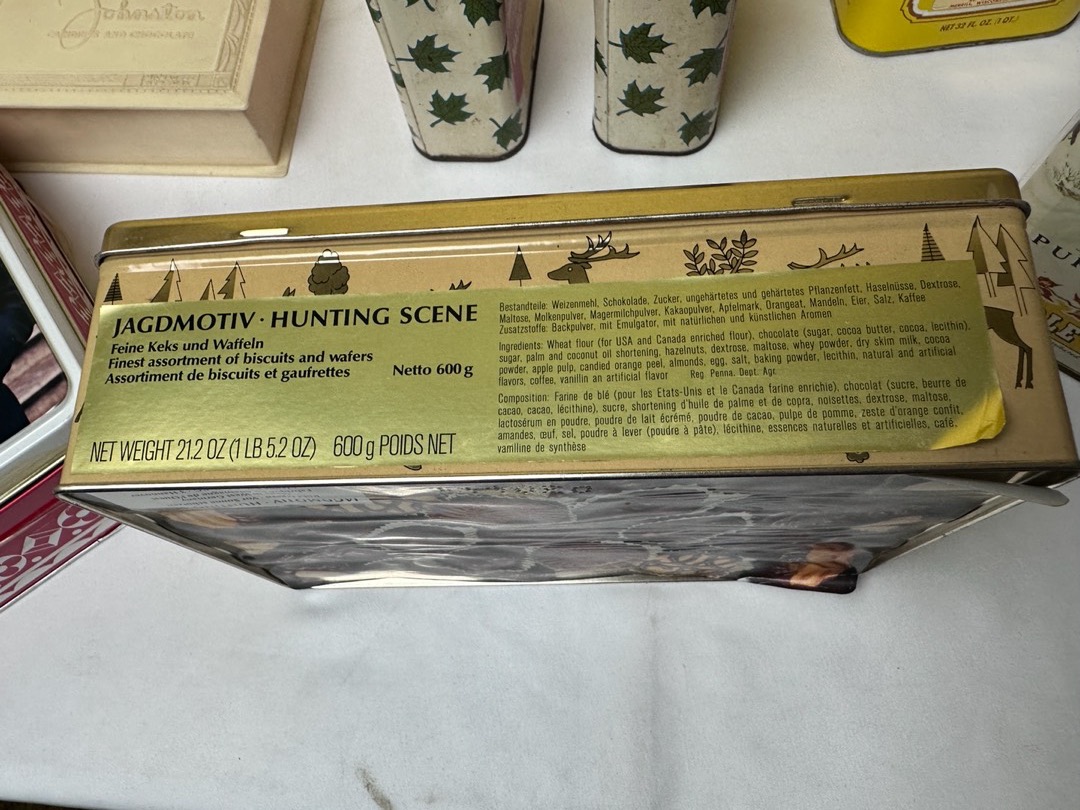 Johnston
NET 32 FL. OZ. (1 QT.)
JAGDMOTIV · HUNTING SCENE
Feine Keks und Waffeln
Finest assortment of biscuits and wafers
Assortiment de biscuits et gaufrettes
Netto 600 g
NET WEIGHT 21.2 OZ (1 LB 5.2 OZ) 600 g POIDS NET
Bestandteile: Weizenmehl, Schokolade, Zucker, ungehärtetes und gehärtetes Pflanzenfett, Haselnüsse, Dextrose,
Maltose, Molkenpulver, Magermilchpulver, Kakaopulver, Apfelmark, Orangeat, Mandeln, Eier, Salz, Kaffee
Zusatzstoffe: Backpulver, mit Emulgator, mit natürlichen und künstlichen Aromen
Ingredients: Wheat flour (for USA and Canada enriched flour), chocolate (sugar, cocoa butter, cocoa, lecithin),
sugar, palm and coconut oil shortening, hazelnuts, dextrose, maltose, whey powder, dry skim milk, cocoa
powder, apple pulp, candied orange peel, almonds, egg, salt, baking powder, lecithin, natural and artificial
flavors, coffee, vanillin an artificial flavor Reg. Penna. Dept. Agr.
Composition: Farine de blé (pour les Etats-Unis et le Canada farine enrichie), chocolat (sucre, beurre de
cacao, cacao, lécithine), sucre, shortening d'huile de palme et de copra, noisettes, dextrose, maltose,
lactosérum en poudre, poudre de lait écrémé, poudre de cacao, pulpe de pomme, zeste d'orange confit,
amandes, œuf, sel, poudre à lever (poudre à pâte), lécithine, essences naturelles et artificielles, café,
vamiline de synthèse